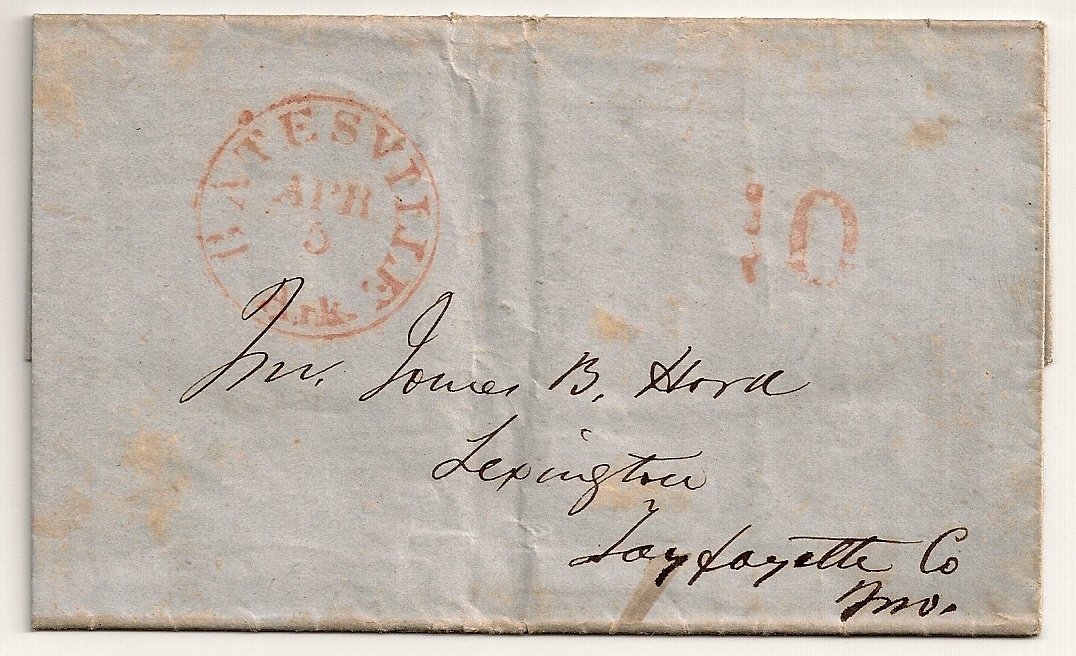 BATESVILLE
APR
5
Ark.
10
Mr. James B. Hord
Lexington
Layfayette Co
Mo.